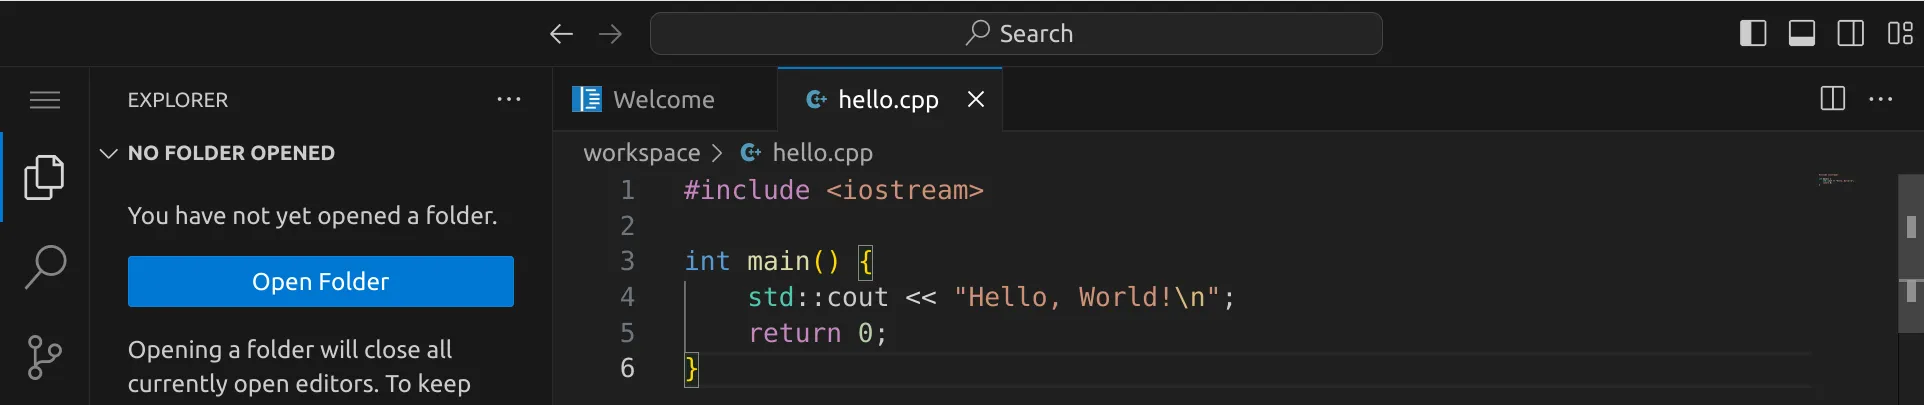 Search
EXPLORER
NO FOLDER OPENED
You have not yet opened a folder.
Open Folder
Opening a folder will close all
currently open editors. To keep
Welcome
hello.cpp
workspace > hello.cpp
1 #include <iostream>
2
3 int main() {
4     std::cout << "Hello, World!\n";
5     return 0;
6 }